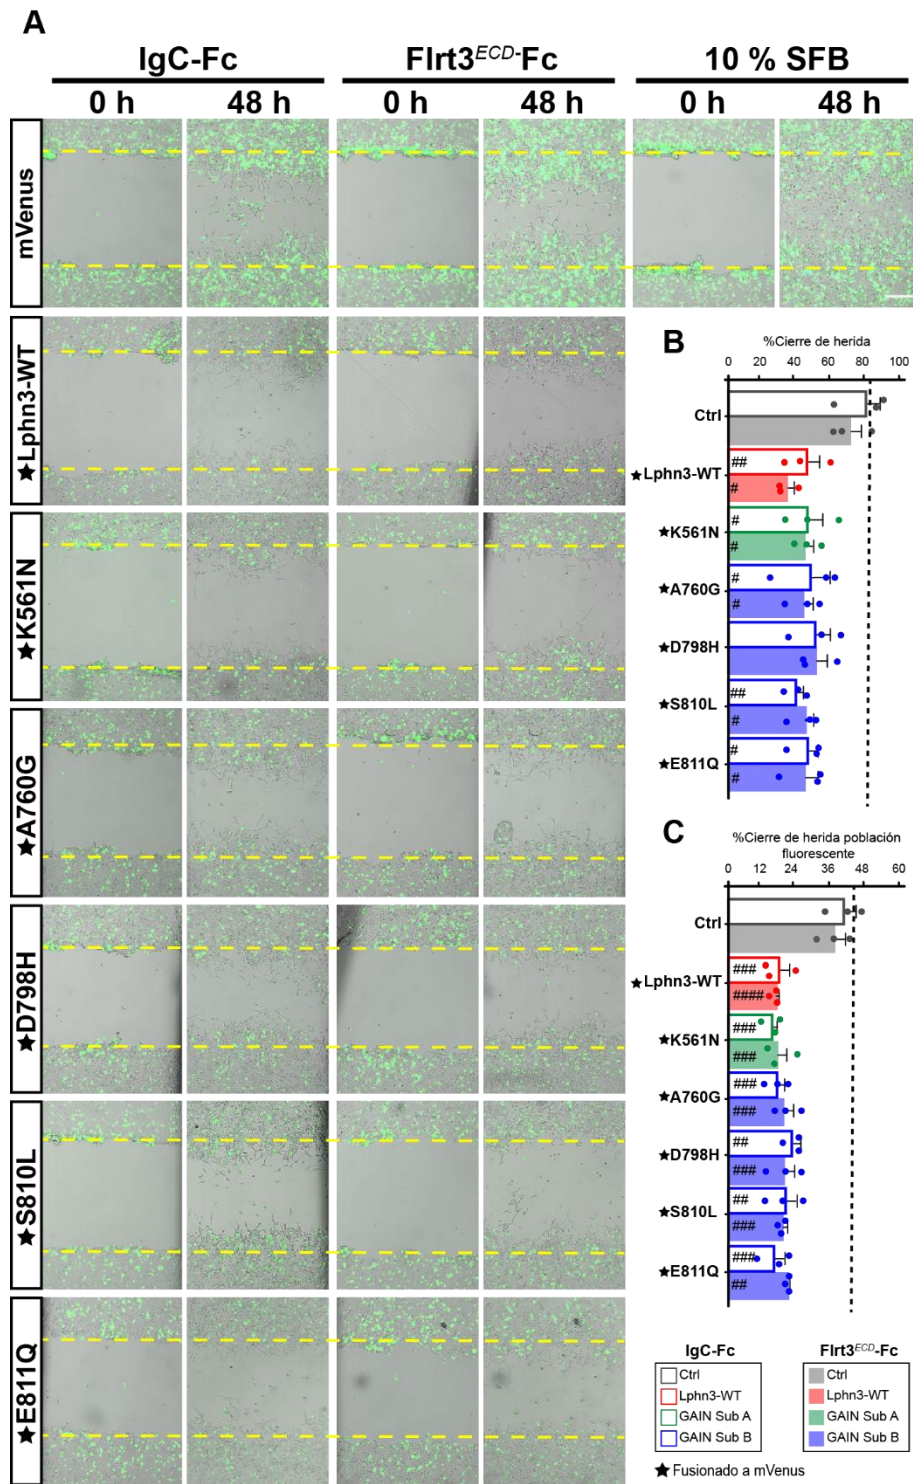 A
IgC-Fc Flrt3ECD-Fc 10 % SFB
0 h 48 h 0 h 48 h 0 h 48 h
mVenus
★Lphn3-WT
★K561N
★A760G
★D798H
★S810L
★E811Q
B
%Cierre de herida
0 20 40 60 80 100
Ctrl
★Lphn3-WT
##
#
★K561N
#
#
★A760G
#
#
★D798H
★S810L
##
#
★E811Q
#
#
C
%Cierre de herida población
fluorescente
0 12 24 36 48 60
Ctrl
★Lphn3-WT
###
####
★K561N
###
###
★A760G
###
###
★D798H
##
###
★S810L
##
###
★E811Q
###
##
IgC-Fc
Ctrl
Lphn3-WT
GAIN Sub A
GAIN Sub B
Flrt3ECD-Fc
Ctrl
Lphn3-WT
GAIN Sub A
GAIN Sub B
★ Fusionado a mVenus